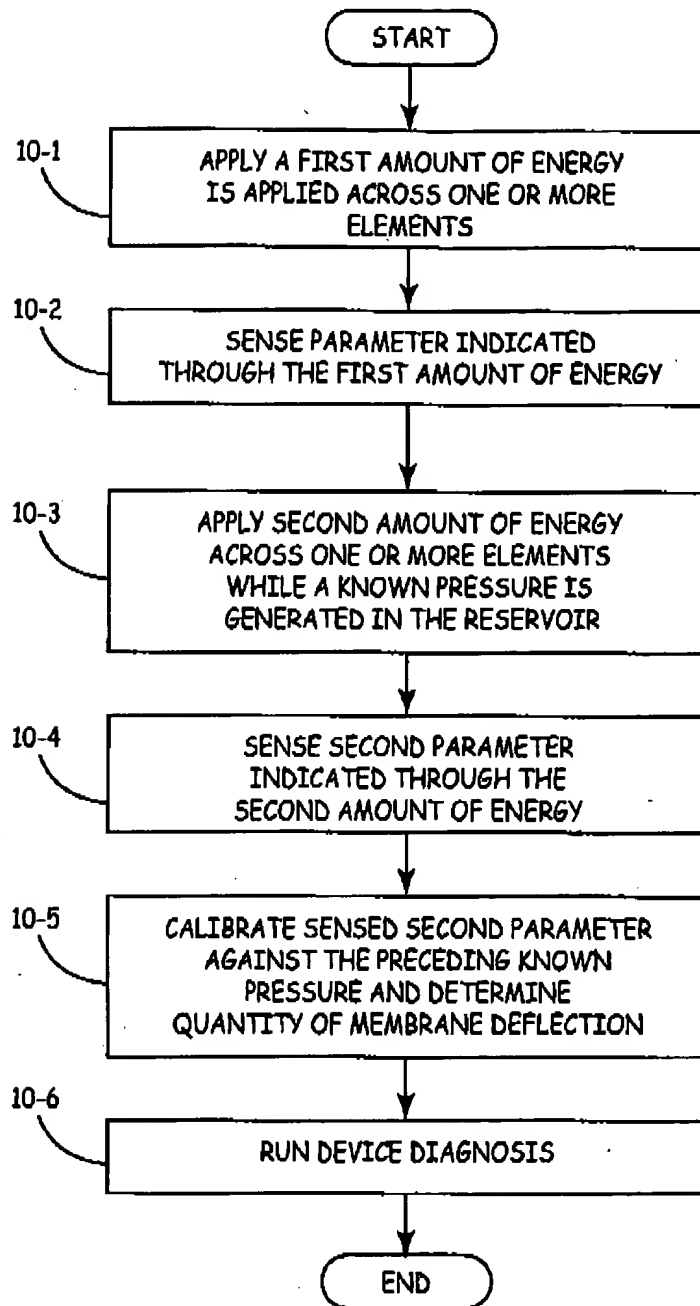 START
10-1
APPLY A FIRST AMOUNT OF ENERGY
IS APPLIED ACROSS ONE OR MORE
ELEMENTS
10-2
SENSE PARAMETER INDICATED
THROUGH THE FIRST AMOUNT OF ENERGY
10-3
APPLY SECOND AMOUNT OF ENERGY
ACROSS ONE OR MORE ELEMENTS
WHILE A KNOWN PRESSURE IS
GENERATED IN THE RESERVOIR
10-4
SENSE SECOND PARAMETER
INDICATED THROUGH THE
SECOND AMOUNT OF ENERGY
10-5
CALIBRATE SENSED SECOND PARAMETER
AGAINST THE PRECEDING KNOWN
PRESSURE AND DETERMINE
QUANTITY OF MEMBRANE DEFLECTION
10-6
RUN DEVICE DIAGNOSIS
END